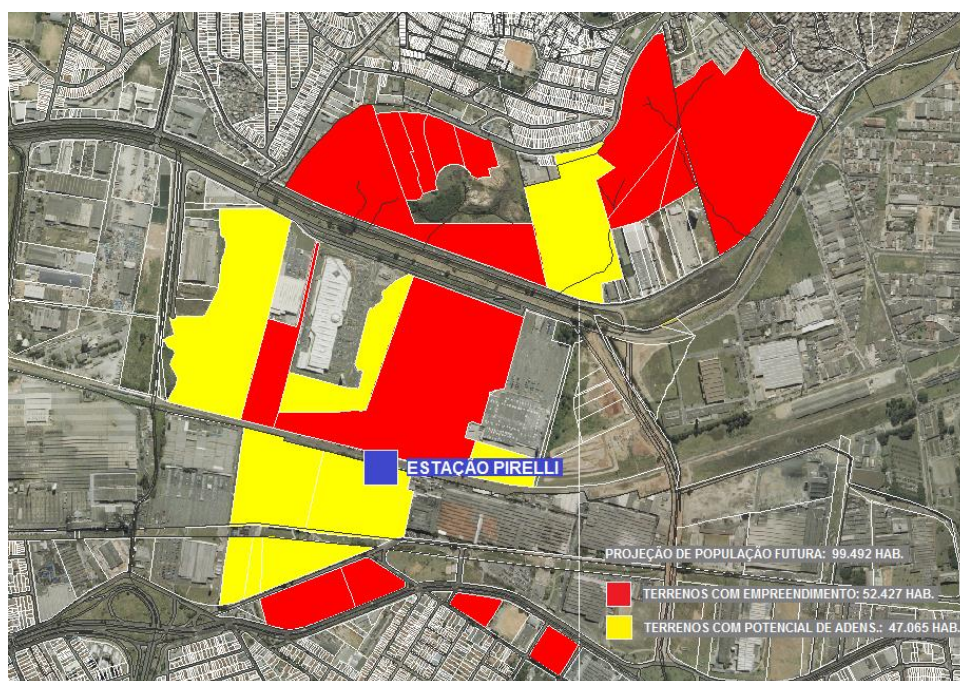 ESTAÇÃO PIRELLI
PROJEÇÃO DE POPULAÇÃO FUTURA: 99.492 HAB.
TERRENOS COM EMPREENDIMENTO: 52.427 HAB.
TERRENOS COM POTENCIAL DE ADENS.: 47.065 HAB.